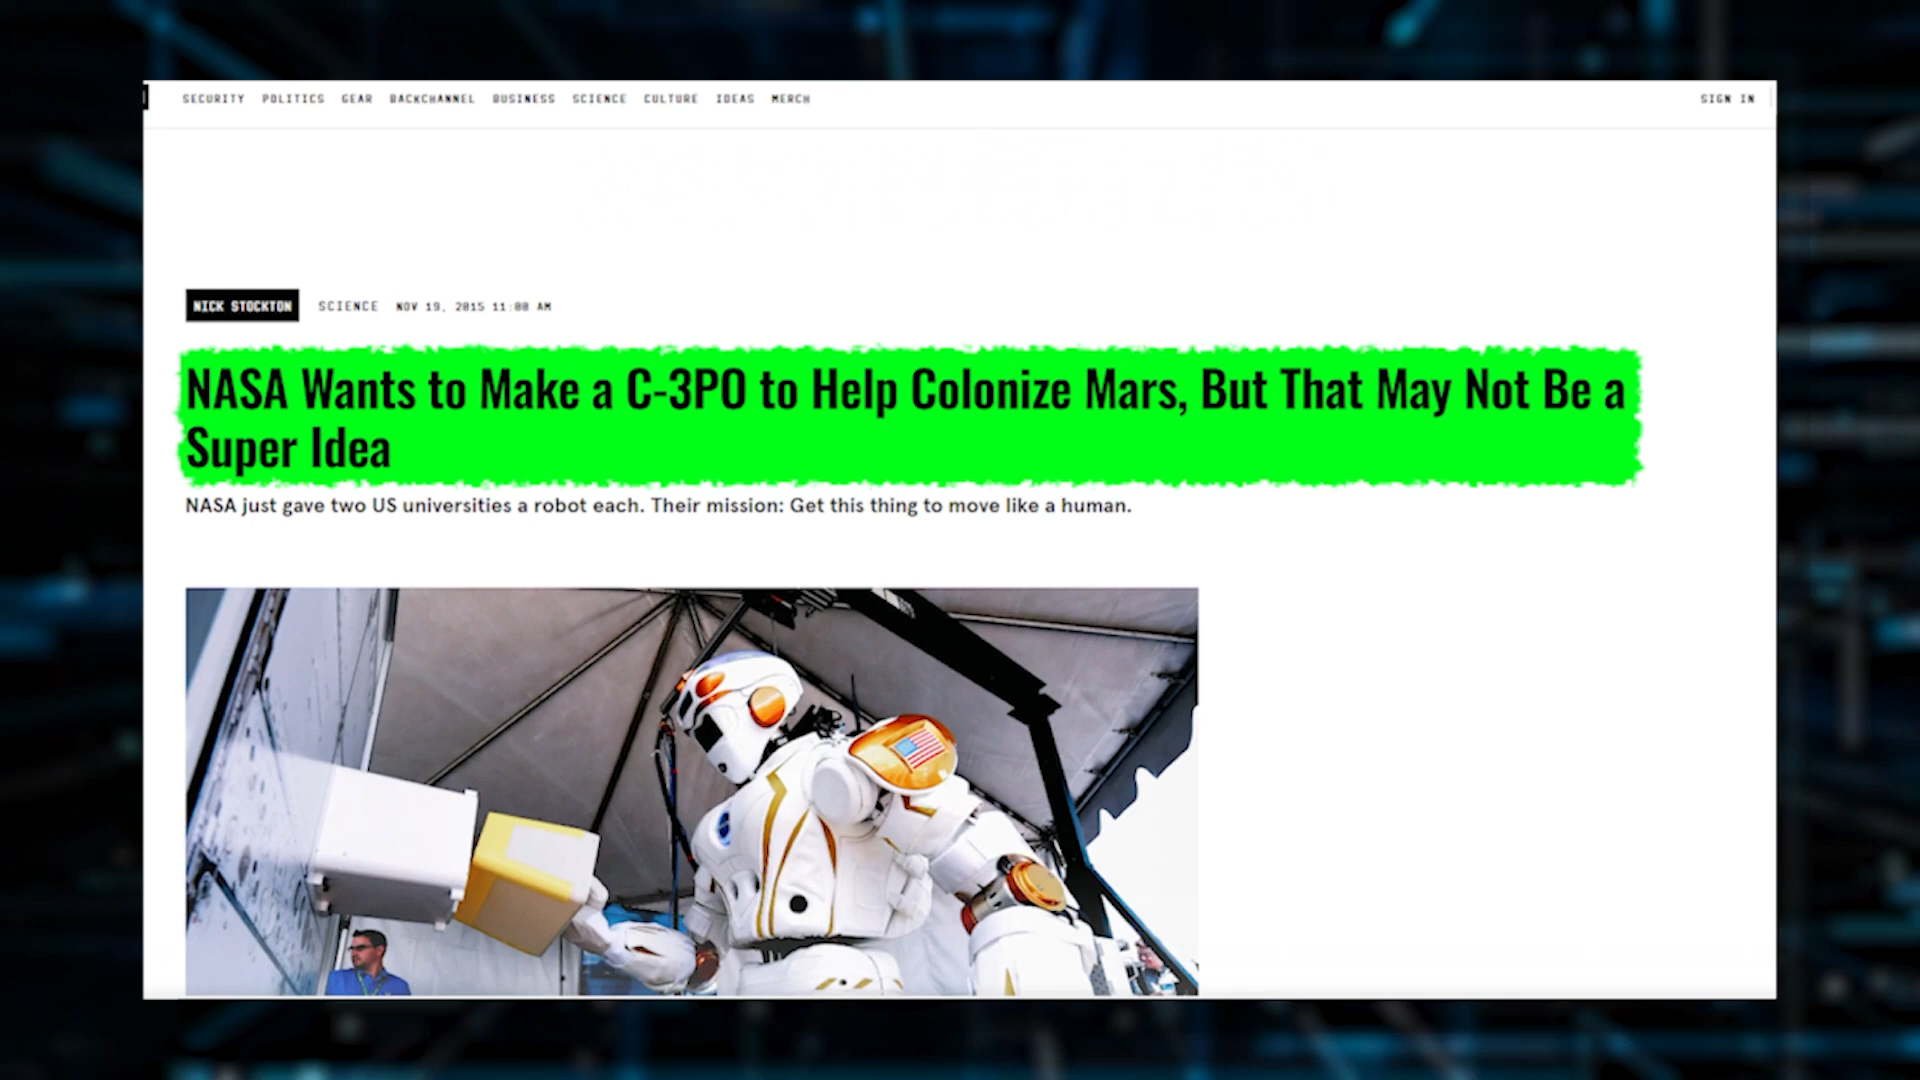 SECURITY POLITICS GEAR BACKCHANNEL BUSINESS SCIENCE CULTURE IDEAS MERCH SIGN IN
NICK STOCKTON SCIENCE NOV 19, 2015 11:00 AM
NASA Wants to Make a C-3PO to Help Colonize Mars, But That May Not Be a
Super Idea
NASA just gave two US universities a robot each. Their mission: Get this thing to move like a human.